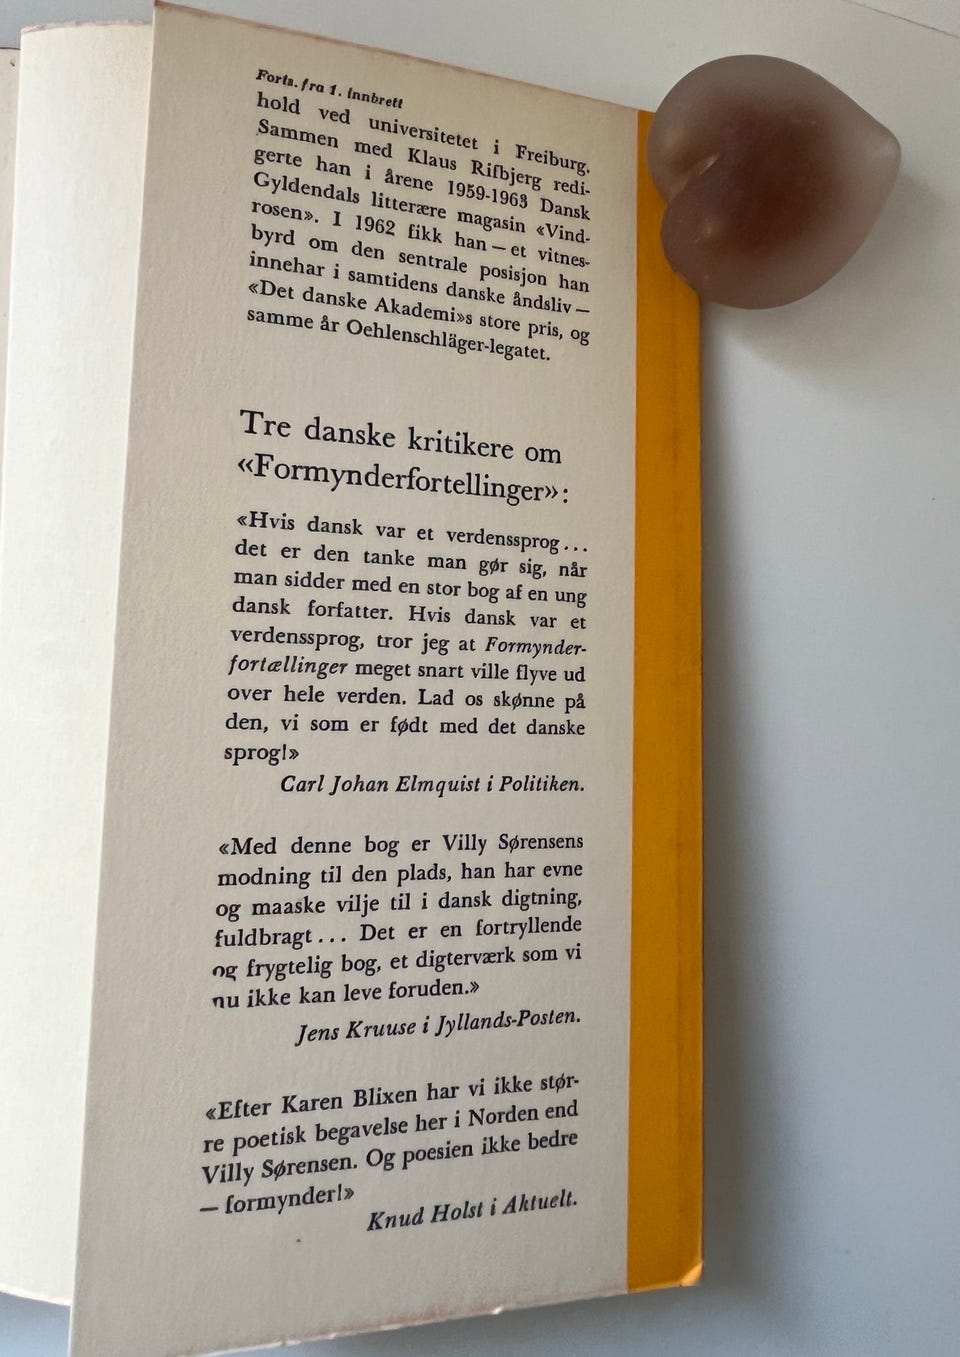 Forts. fra 1. innbrett
hold ved universitetet i Freiburg.
Sammen med Klaus Rifbjerg redi-
gerte han i årene 1959-1963 Dansk
Gyldendals litterære magasin «Vind-
rosen». I 1962 fikk han — et vitnes-
byrd om den sentrale posisjon han
innehar i samtidens danske åndsliv —
«Det danske Akademi»s store pris, og
samme år Oehlenschläger-legatet.
Tre danske kritikere om
«Formynderfortellinger»:
«Hvis dansk var et verdenssprog...
det er den tanke man gør sig, når
man sidder med en stor bog af en ung
dansk forfatter. Hvis dansk var et
verdenssprog, tror jeg at Formynder-
fortællinger meget snart ville flyve ud
over hele verden. Lad os skønne på
den, vi som er født med det danske
sprog!»
Carl Johan Elmquist i Politiken.
«Med denne bog er Villy Sørensens
modning til den plads, han har evne
og maaske vilje til i dansk digtning,
fuldbragt... Det er en fortryllende
og frygtelig bog, et digterværk som vi
nu ikke kan leve foruden.»
Jens Kruuse i Jyllands-Posten.
«Efter Karen Blixen har vi ikke stør-
re poetisk begavelse her i Norden end
Villy Sørensen. Og poesien ikke bedre
— formynder!»
Knud Holst i Aktuelt.